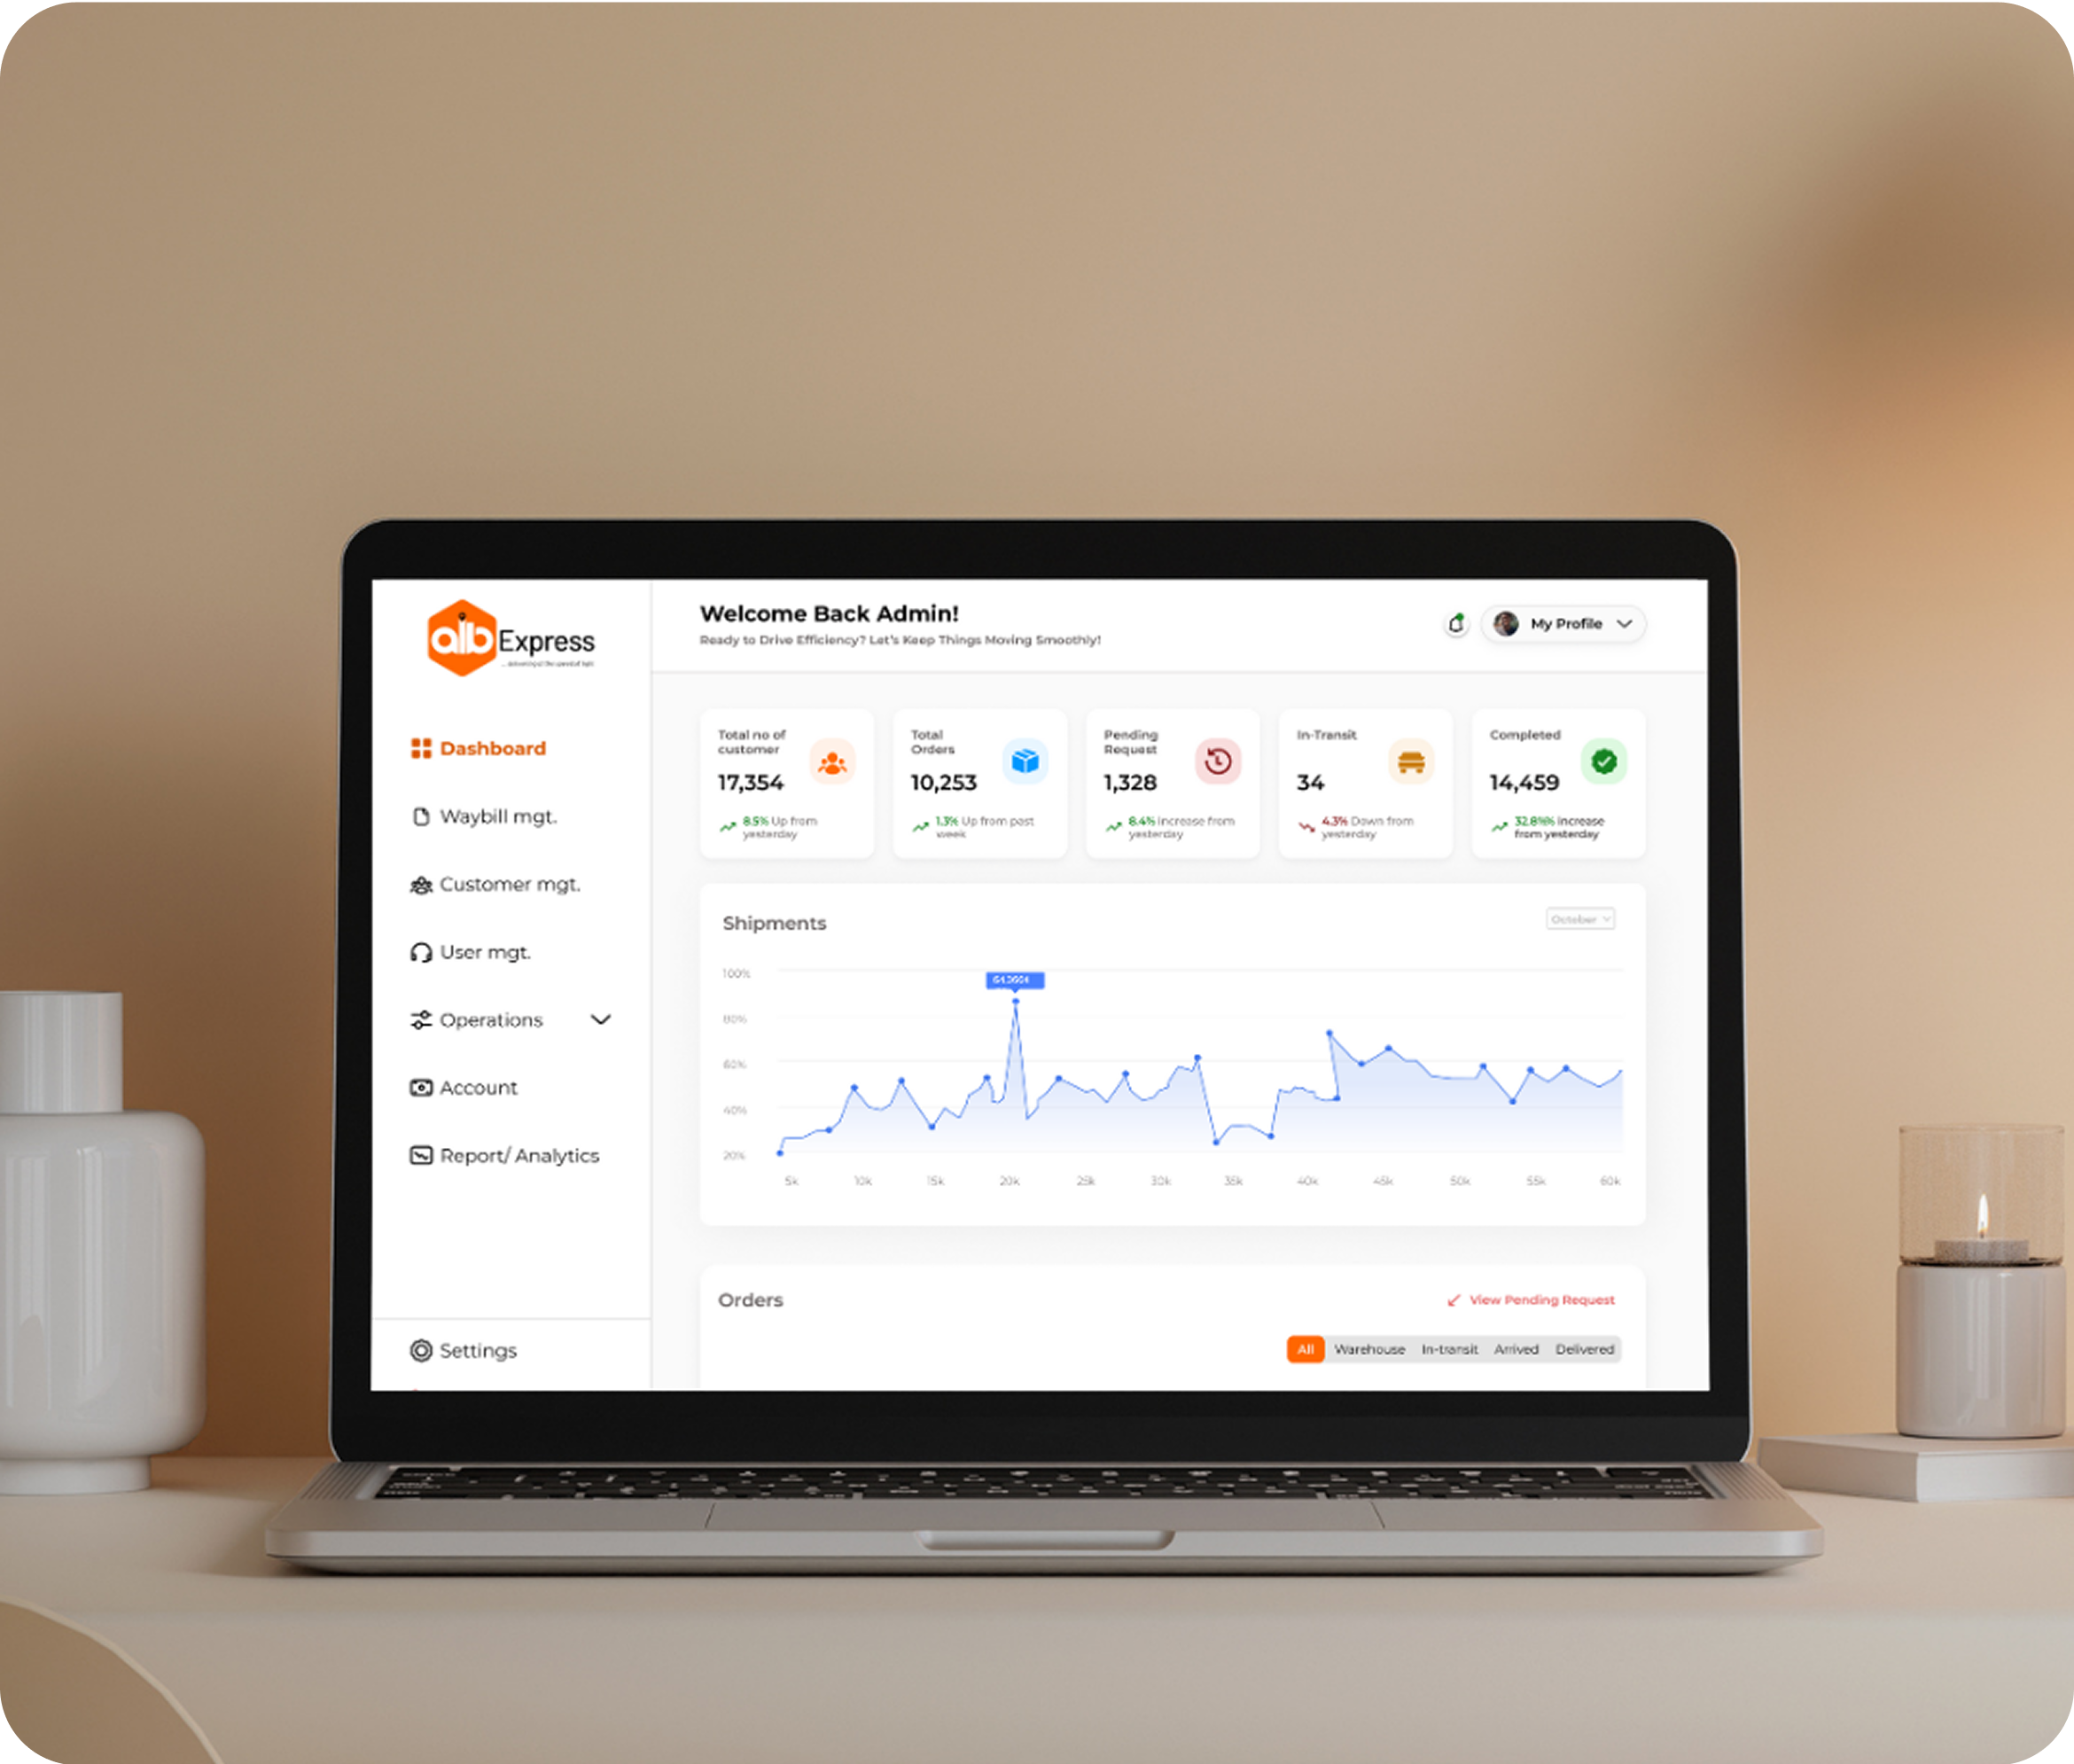 alb Express
Welcome Back Admin!
Ready to Drive Efficiency? Let's Keep Things Moving Smoothly!
My Profile
Dashboard
Waybill mgt.
Customer mgt.
User mgt.
Operations
Account
Report/ Analytics
Settings
Total no of
customer
17,354
8.5% Up from
yesterday
Total
Orders
10,253
1.3% Up from past
week
Pending
Request
1,328
8.4% increase from
yesterday
In-Transit
34
4.3% Down from
yesterday
Completed
14,459
increase
from yesterday
Shipments
October
100%
80%
60%
40%
20%
5k 10k 15k 20k 25k 30k 35k 40k 45k 50k 55k 60k
Orders
View Pending Request
All Warehouse In-transit Arrived Delivered